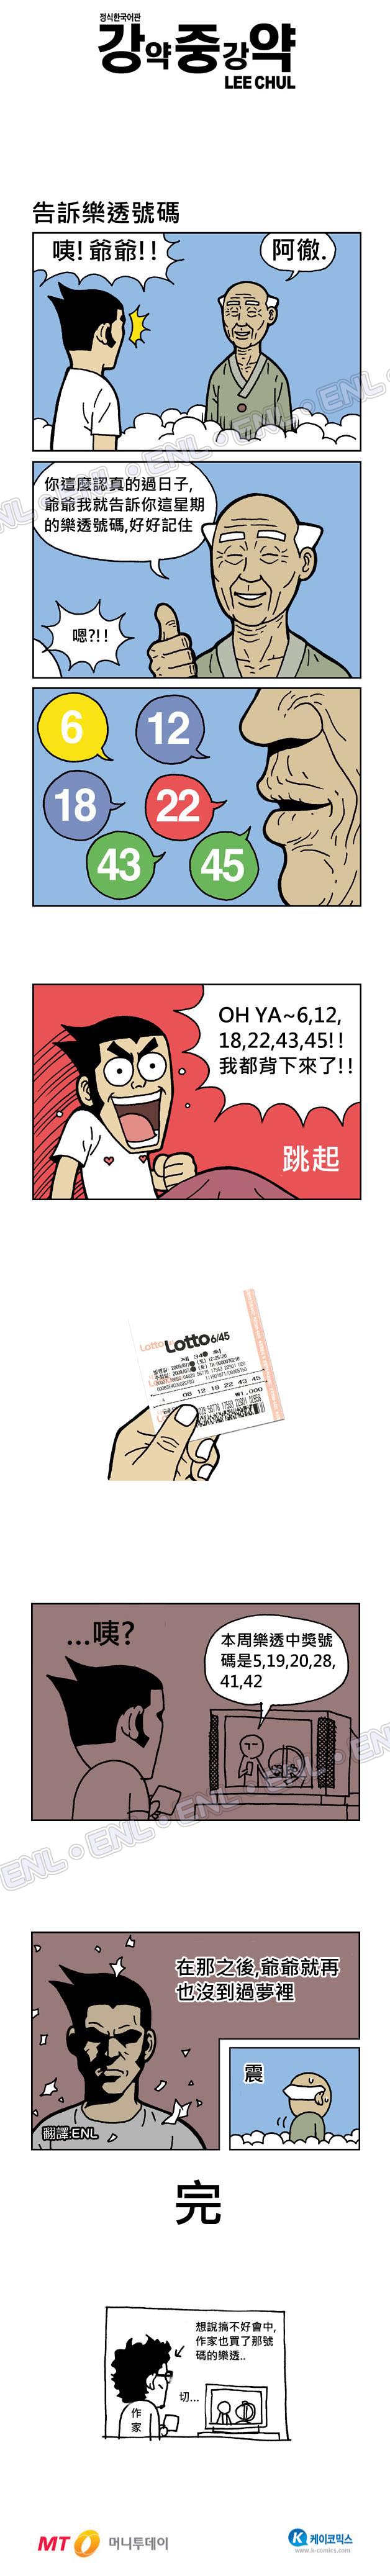 정식한국어판
강약중강약
LEE CHUL
告訴樂透號碼
咦! 爺爺!!
阿徹.
你這麼認真的過日子,
爺爺我就告訴你這星期
的樂透號碼,好好記住
嗯?!!
6
12
18
22
43
45
OH YA~6,12,
18,22,43,45!!
我都背下來了!!
跳起
Lotto 6/45
06 12 18 22 43 45
₩1,000
...咦?
本周樂透中獎號
碼是5,19,20,28,
41,42
ENL
在那之後,爺爺就再
也沒到過夢裡
震
翻譯:ENL
完
想說搞不好會中,
作家也買了那號
碼的樂透..
切...
作
家
MT 머니투데이
케이코믹스
www.k-comics.com